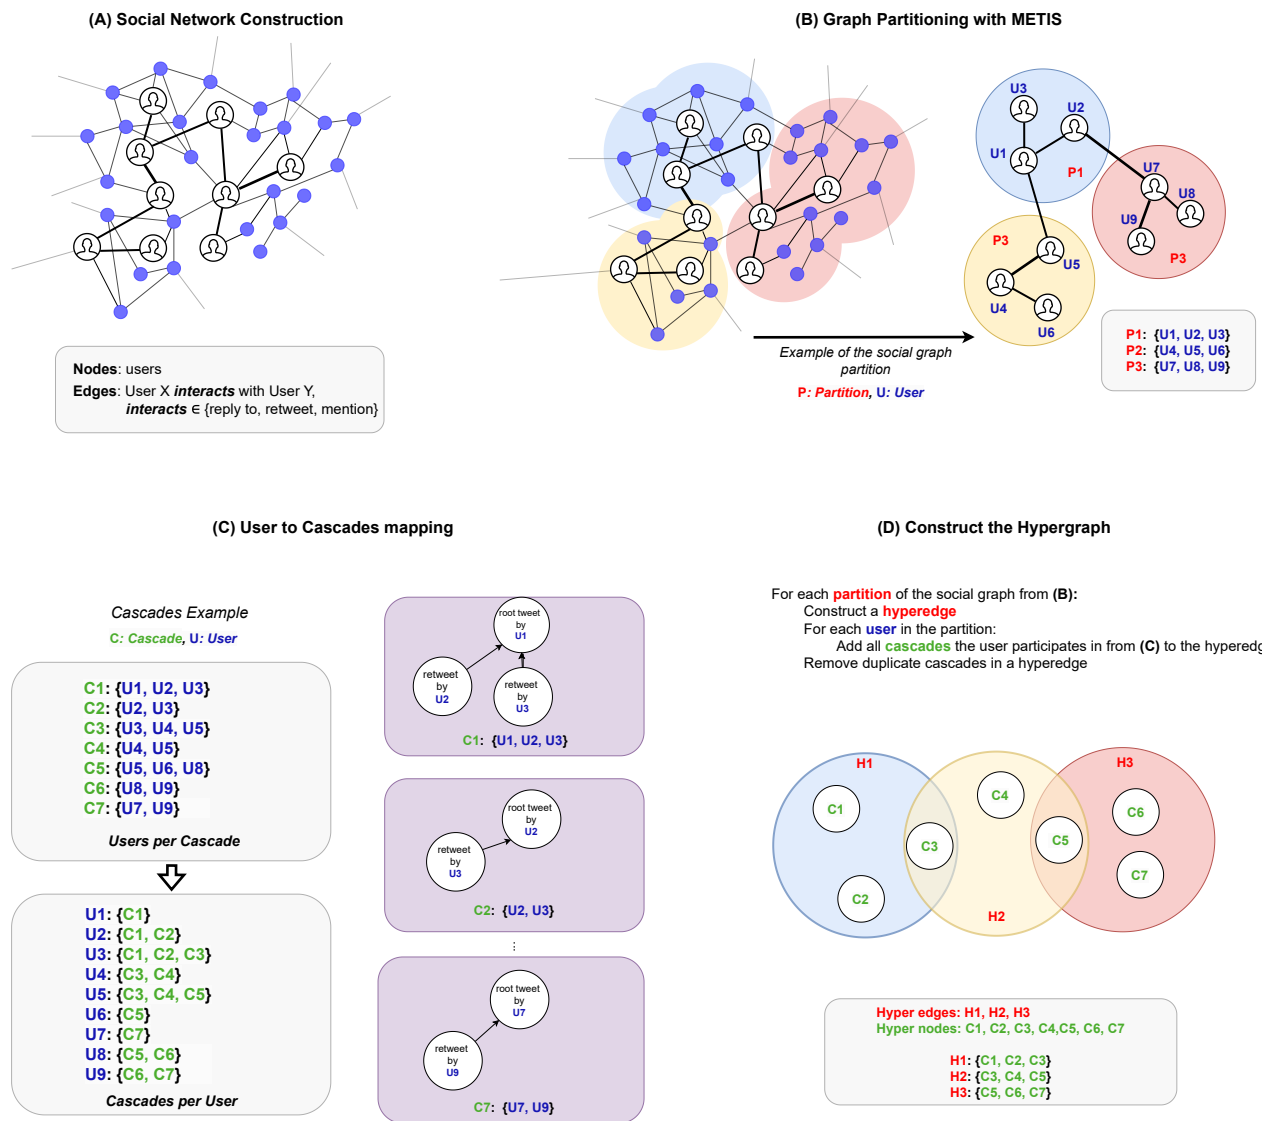 (A) Social Network Construction
Nodes: users
Edges: User X interacts with User Y,
interacts ∈ {reply to, retweet, mention}
(B) Graph Partitioning with METIS
U3
U2
U1
P1
U7
U8
U9
P3
P3
U5
U4
U6
Example of the social graph
partition
P: Partition, U: User
P1: {U1, U2, U3}
P2: {U4, U5, U6}
P3: {U7, U8, U9}
(C) User to Cascades mapping
Cascades Example
C: Cascade, U: User
C1: {U1, U2, U3}
C2: {U2, U3}
C3: {U3, U4, U5}
C4: {U4, U5}
C5: {U5, U6, U8}
C6: {U8, U9}
C7: {U7, U9}
Users per Cascade
U1: {C1}
U2: {C1, C2}
U3: {C1, C2, C3}
U4: {C3, C4}
U5: {C3, C4, C5}
U6: {C5}
U7: {C7}
U8: {C5, C6}
U9: {C6, C7}
Cascades per User
root tweet
by
U1
retweet
by
U2
retweet
by
U3
C1: {U1, U2, U3}
root tweet
by
U2
retweet
by
U3
C2: {U2, U3}
...
root tweet
by
U7
retweet
by
U9
C7: {U7, U9}
(D) Construct the Hypergraph
For each partition of the social graph from (B):
Construct a hyperedge
For each user in the partition:
Add all cascades the user participates in from (C) to the hypered
Remove duplicate cascades in a hyperedge
H1
H3
C4
C1
C6
C3
C5
C7
C2
H2
Hyper edges: H1, H2, H3
Hyper nodes: C1, C2, C3, C4,C5, C6, C7
H1: {C1, C2, C3}
H2: {C3, C4, C5}
H3: {C5, C6, C7}